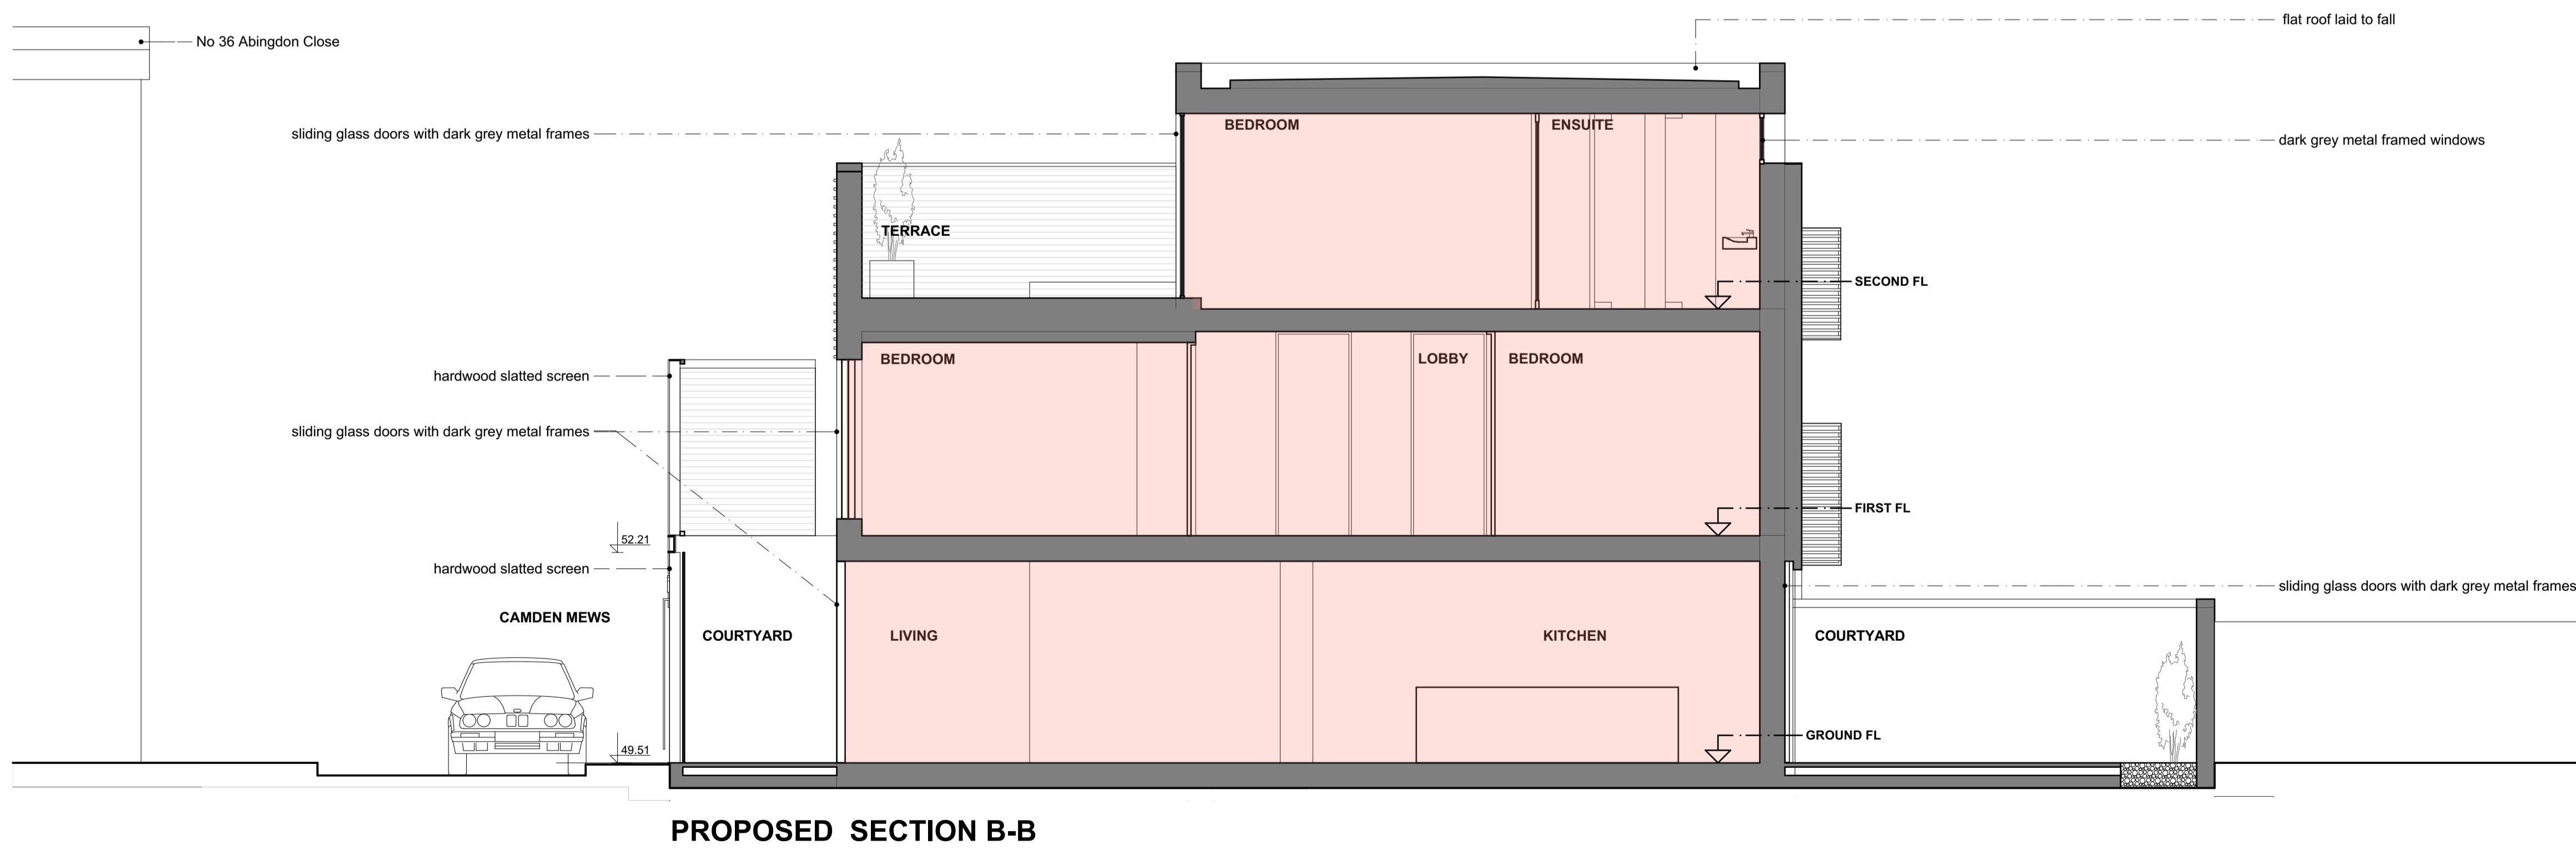 flat roof laid to fall
No 36 Abingdon Close
BEDROOM
ENSUITE
sliding glass doors with dark grey metal frames
dark grey metal framed windows
TERRACE
SECOND FL
BEDROOM
LOBBY
BEDROOM
hardwood slatted screen
sliding glass doors with dark grey metal frames
FIRST FL
52.21
hardwood slatted screen
sliding glass doors with dark grey metal frames
CAMDEN MEWS
COURTYARD
LIVING
KITCHEN
COURTYARD
GROUND FL
49.51
PROPOSED SECTION B-B